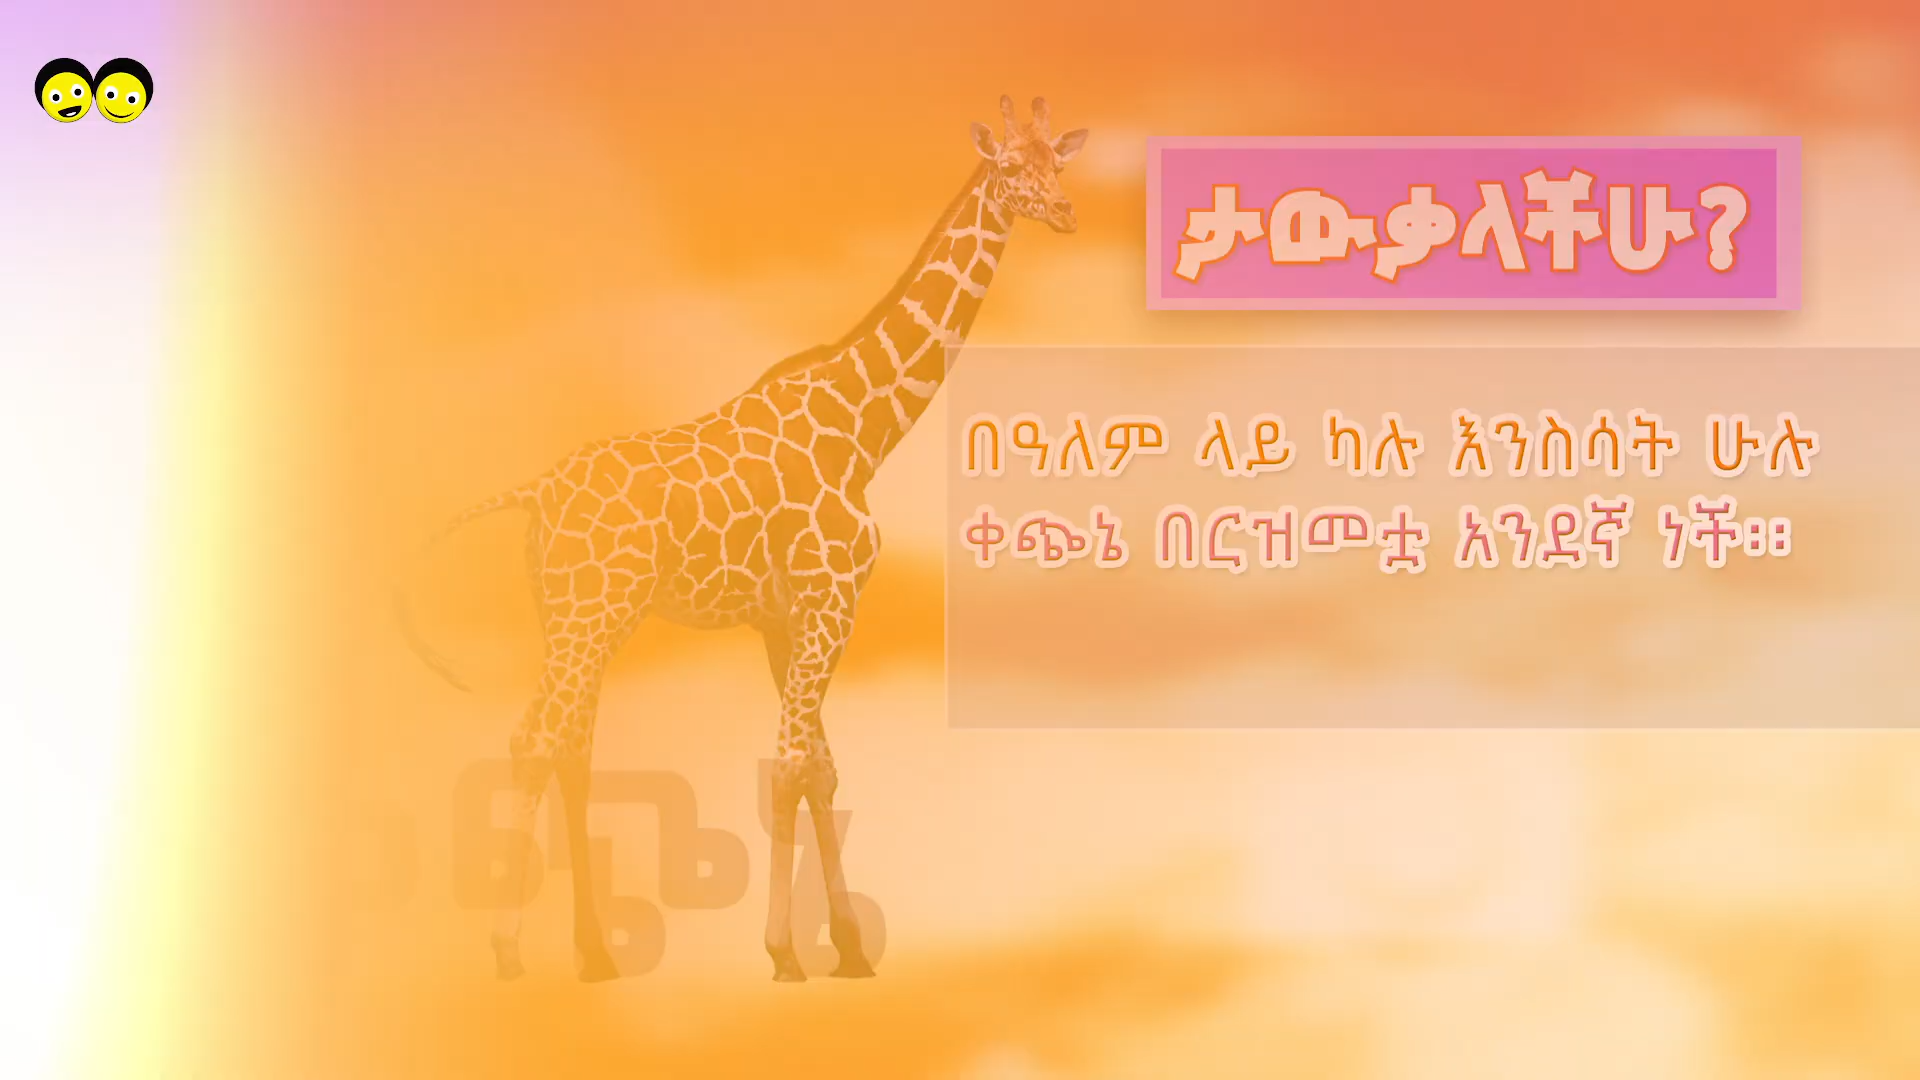 ታውቃላችሁ?
በዓለም ላይ ካሉ እንስሳት ሁሉ
ቀጭኔ በርዝመቷ አንደኛ ነች።